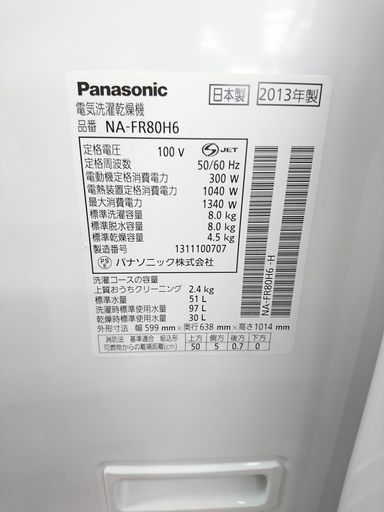 Panasonic 日本製 2013年製
電気洗濯乾燥機
品番 NA-FR80H6
定格電圧 100 V S JET
定格周波数 50/60 Hz
電動機定格消費電力 300 W
電熱装置定格消費電力 1040 W
最大消費電力 1340 W
標準洗濯容量 8.0 kg
標準脱水容量 8.0 kg
標準乾燥容量 4.5 kg
製造番号 1311100707
PS E パナソニック株式会社
NA-FR80H6 -H
洗濯コースの容量
上質おうちクリーニング 2.4 kg
標準水量 51 L
洗濯時標準使用水量 97 L
乾燥時標準使用水量 30 L
外形寸法 幅 599 mm×奥行 638 mm×高さ 1014 mm
消防法 基準適合 組込形 上方 側方 後方 下方
可燃物からの離隔距離(cm) 50 5 0.7 0